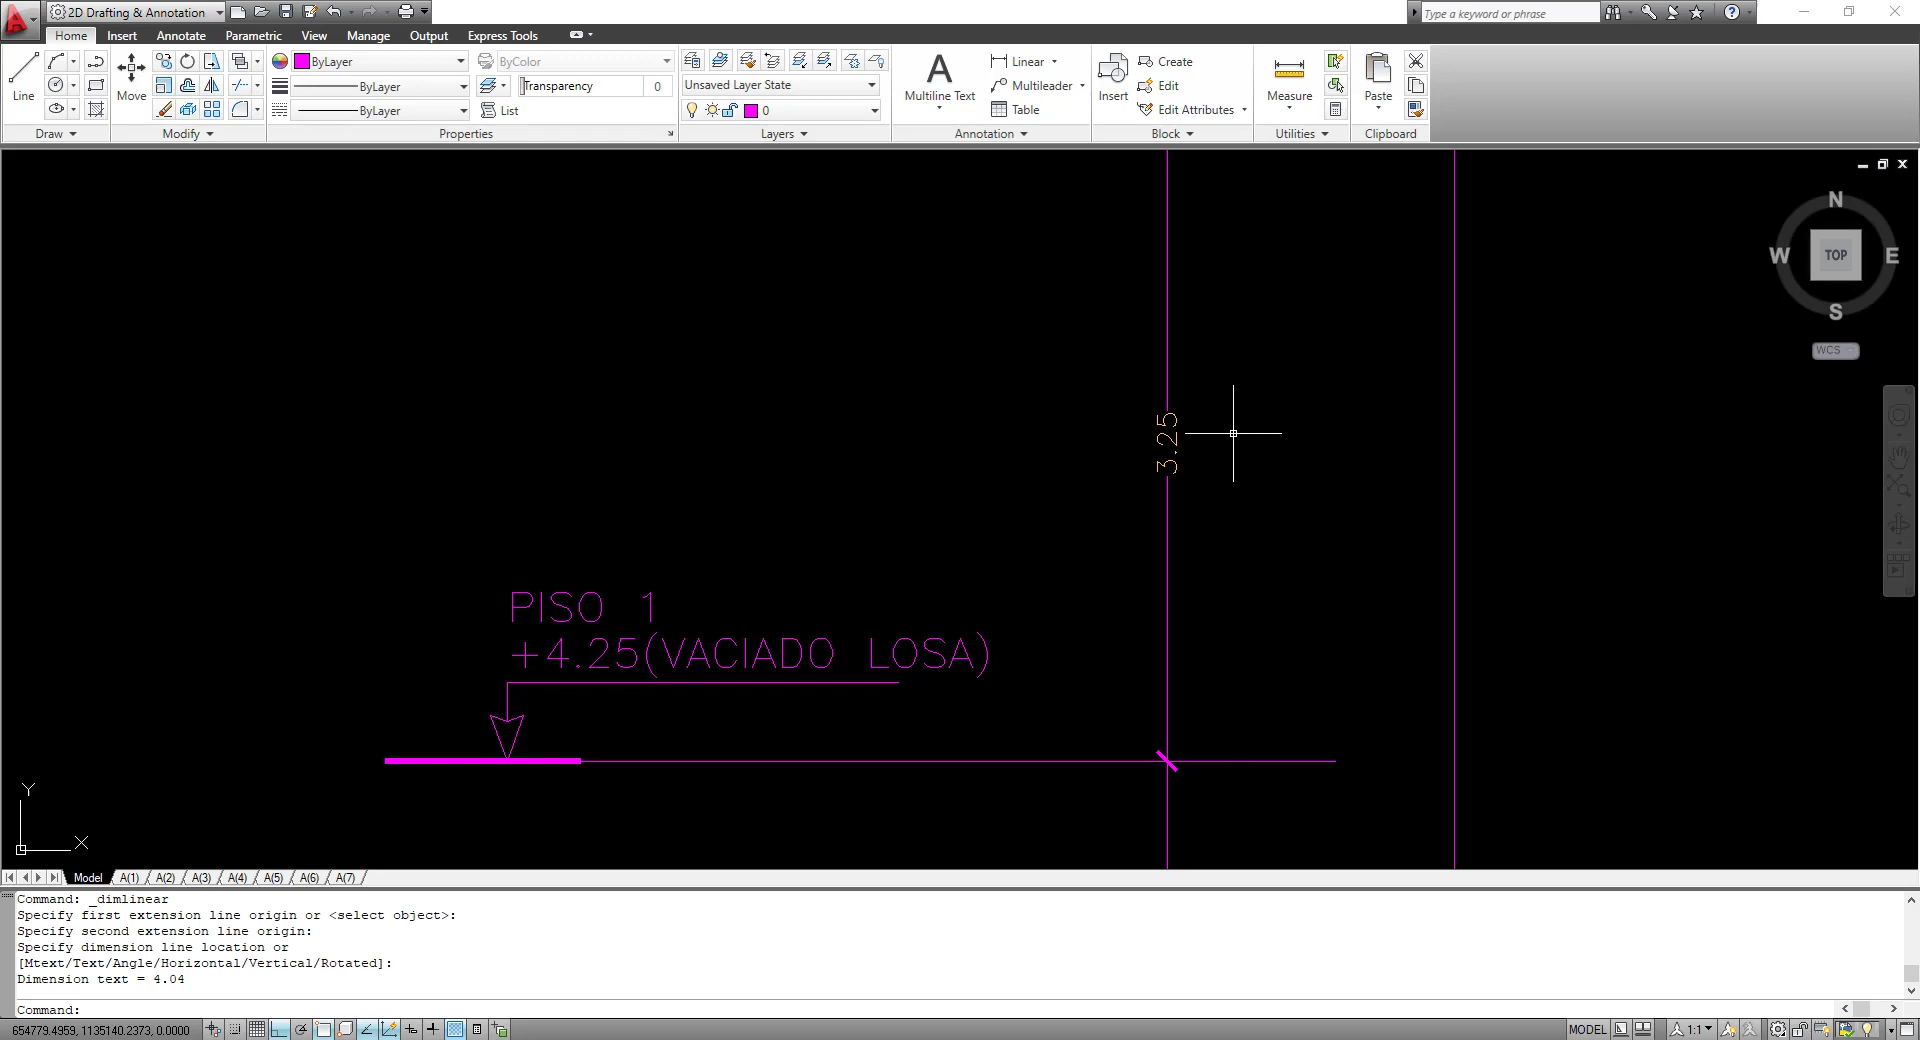 2D Drafting & Annotation
Type a keyword or phrase
Home Insert Annotate Parametric View Manage Output Express Tools
Line
Move
ByLayer
ByColor
ByLayer
Transparency 0
ByLayer
List
Unsaved Layer State
0
A
Multiline Text
Linear
Multileader
Table
Insert
Create
Edit
Edit Attributes
Measure
Paste
Draw
Modify
Properties
Layers
Annotation
Block
Utilities
Clipboard
N
W TOP E
S
WCS
3.25
PISO 1
+4.25(VACIADO LOSA)
Y
X
Model A(1) A(2) A(3) A(4) A(5) A(6) A(7)
Command: _dimlinear
Specify first extension line origin or <select object>:
Specify second extension line origin:
Specify dimension line location or
[Mtext/Text/Angle/Horizontal/Vertical/Rotated]:
Dimension text = 4.04
Command:
654779.4959, 1135140.2373, 0.0000
MODEL
1:1